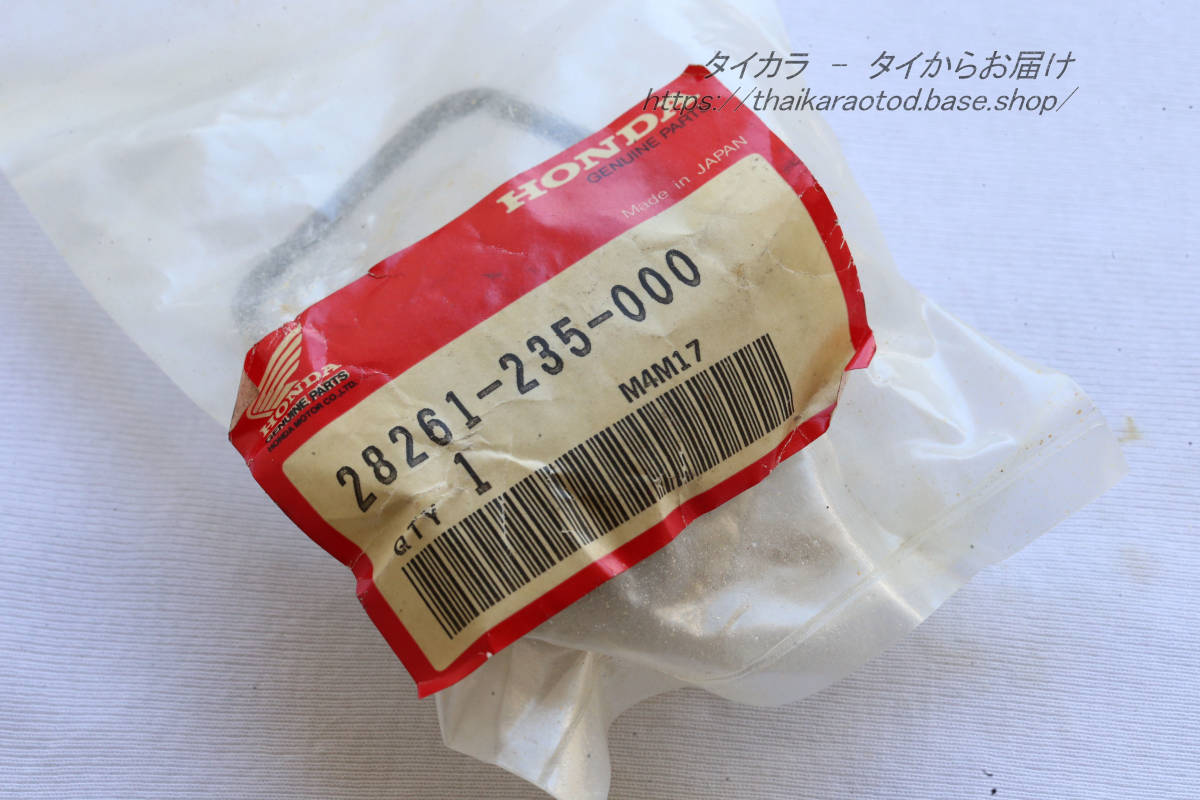 タイカラ － タイからお届け
https://thaikaraotod.base.shop/
HONDA
GENUINE PARTS
Made in JAPAN
28261-235-000
M4M17
QTY 1
HONDA
GENUINE PARTS
HONDA MOTOR CO.,LTD.